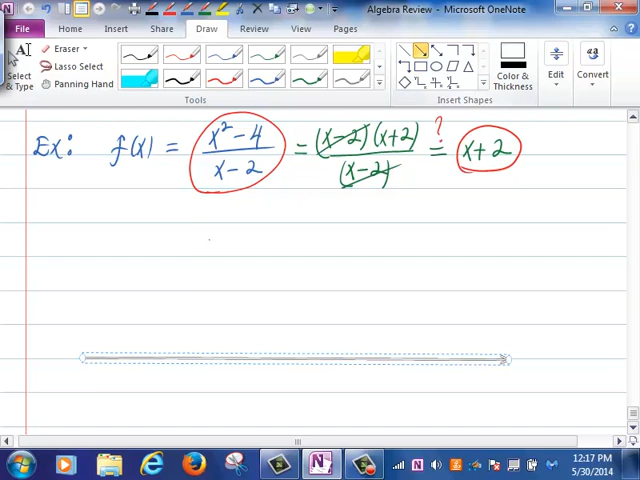 Algebra Review - Microsoft OneNote
File Home Insert Share Draw History Review View Pages
A Select & Type
Eraser
Lasso Select
Panning Hand
Tools
Color & Thickness
Insert Shapes
Edit
Convert
Ex: f(x) = x² - 4 / x - 2 = (x-2)(x+2) / (x-2) =? x+2
12:17 PM
5/30/2014